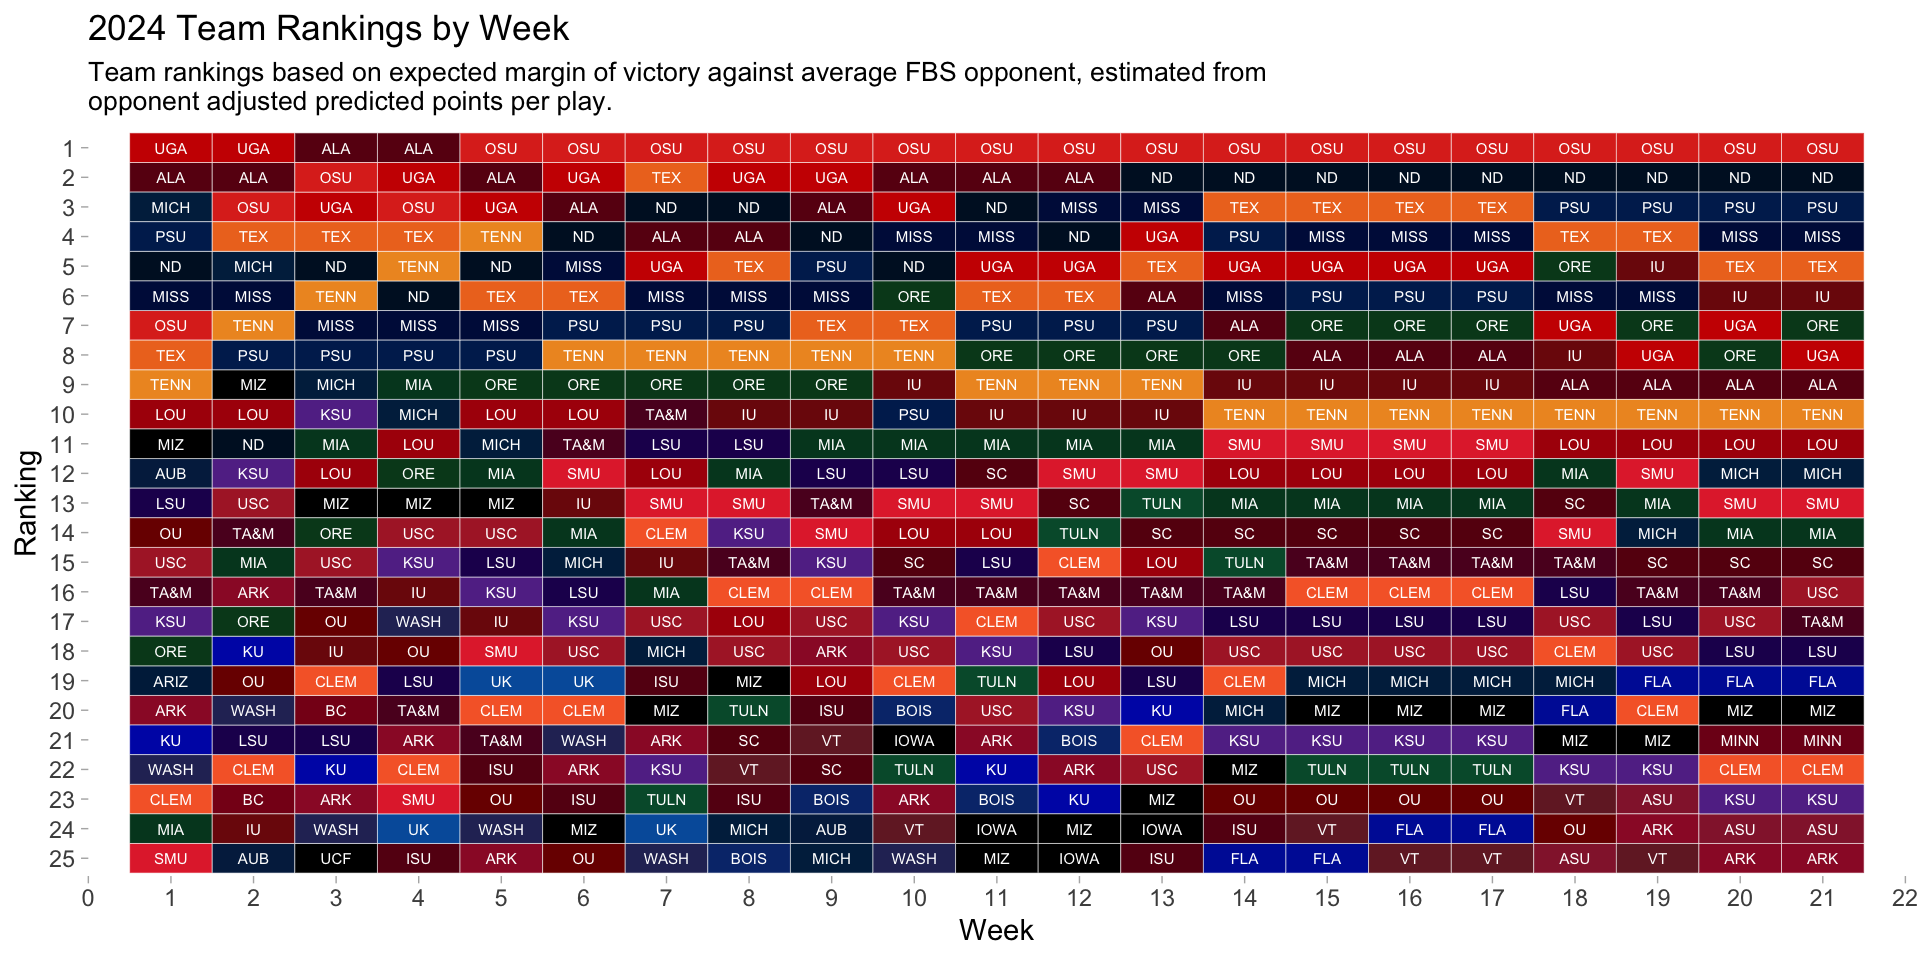 2024 Team Rankings by Week
Team rankings based on expected margin of victory against average FBS opponent, estimated from
opponent adjusted predicted points per play.
Ranking
1 UGA UGA ALA ALA OSU OSU OSU OSU OSU OSU OSU OSU OSU OSU OSU OSU OSU OSU OSU OSU OSU
2 ALA ALA OSU UGA ALA UGA TEX UGA UGA ALA ALA ALA ND ND ND ND ND ND ND ND ND
3 MICH OSU UGA OSU UGA ALA ND ND ALA UGA ND MISS MISS TEX TEX TEX TEX PSU PSU PSU PSU
4 PSU TEX TEX TEX TENN ND ALA ALA ND MISS MISS ND UGA PSU MISS MISS MISS TEX TEX MISS MISS
5 ND MICH ND TENN ND MISS UGA TEX PSU ND UGA UGA TEX UGA UGA UGA UGA ORE IU TEX TEX
6 MISS MISS TENN ND TEX TEX MISS MISS MISS ORE TEX TEX ALA MISS PSU PSU PSU MISS MISS IU IU
7 OSU TENN MISS MISS MISS PSU PSU PSU TEX TEX PSU PSU PSU ALA ORE ORE ORE UGA ORE UGA ORE
8 TEX PSU PSU PSU PSU TENN TENN TENN TENN TENN ORE ORE ORE ORE ALA ALA ALA IU UGA ORE UGA
9 TENN MIZ MICH MIA ORE ORE ORE ORE ORE IU TENN TENN TENN IU IU IU IU ALA ALA ALA ALA
10 LOU LOU KSU MICH LOU LOU TA&M IU IU PSU IU IU IU TENN TENN TENN TENN TENN TENN TENN TENN
11 MIZ ND MIA LOU MICH TA&M LSU LSU MIA MIA MIA MIA MIA SMU SMU SMU SMU LOU LOU LOU LOU
12 AUB KSU LOU ORE MIA SMU LOU MIA LSU LSU SC SMU SMU LOU LOU LOU LOU MIA SMU MICH MICH
13 LSU USC MIZ MIZ MIZ IU SMU SMU TA&M SMU SMU SC TULN MIA MIA MIA MIA SC MIA SMU SMU
14 OU TA&M ORE USC USC MIA CLEM KSU SMU LOU LOU TULN SC SC SC SC SC SMU MICH MIA MIA
15 USC MIA USC KSU LSU MICH IU TA&M KSU SC LSU CLEM LOU TULN TA&M TA&M TA&M TA&M SC SC SC
16 TA&M ARK TA&M IU KSU LSU MIA CLEM CLEM TA&M TA&M TA&M TA&M TA&M CLEM CLEM CLEM LSU TA&M TA&M USC
17 KSU ORE OU WASH IU KSU USC LOU USC KSU CLEM USC KSU LSU LSU LSU LSU USC LSU USC TA&M
18 ORE KU IU OU SMU USC MICH USC ARK USC KSU LSU OU USC USC USC USC CLEM USC LSU LSU
19 ARIZ OU CLEM LSU UK UK ISU MIZ LOU CLEM TULN LOU LSU CLEM MICH MICH MICH MICH FLA FLA FLA
20 ARK WASH BC TA&M CLEM CLEM MIZ TULN ISU BOIS USC KSU KU MICH MIZ MIZ MIZ FLA CLEM MIZ MIZ
21 KU LSU LSU ARK TA&M WASH ARK SC VT IOWA ARK BOIS CLEM KSU KSU KSU KSU MIZ MIZ MINN MINN
22 WASH CLEM KU CLEM ISU ARK KSU VT SC TULN KU ARK USC MIZ TULN TULN TULN KSU KSU CLEM CLEM
23 CLEM BC ARK SMU OU ISU TULN ISU BOIS ARK BOIS KU MIZ OU OU OU OU VT ASU KSU KSU
24 MIA IU WASH UK WASH MIZ UK MICH AUB VT IOWA MIZ IOWA ISU VT FLA FLA OU ARK ASU ASU
25 SMU AUB UCF ISU ARK OU WASH BOIS MICH WASH MIZ IOWA ISU FLA FLA VT VT ASU VT ARK ARK
0 1 2 3 4 5 6 7 8 9 10 11 12 13 14 15 16 17 18 19 20 21 22
Week